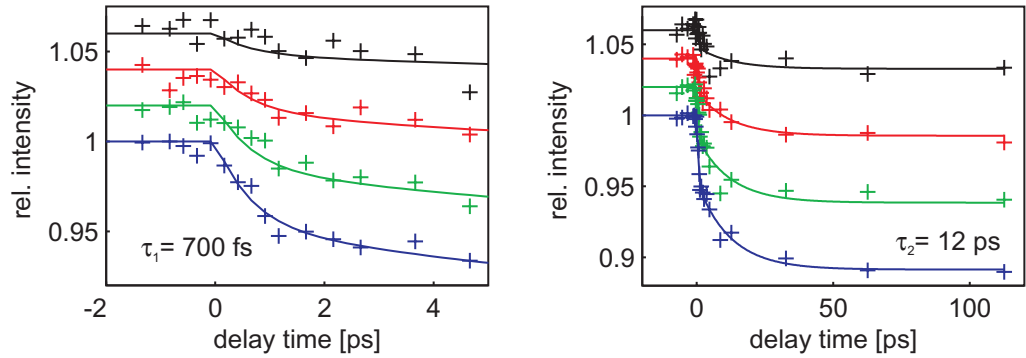 rel. intensity
1.05
1
0.95
τ1= 700 fs
-2
0
2
4
delay time [ps]
rel. intensity
1.05
1
0.95
0.9
τ2= 12 ps
0
50
100
delay time [ps]